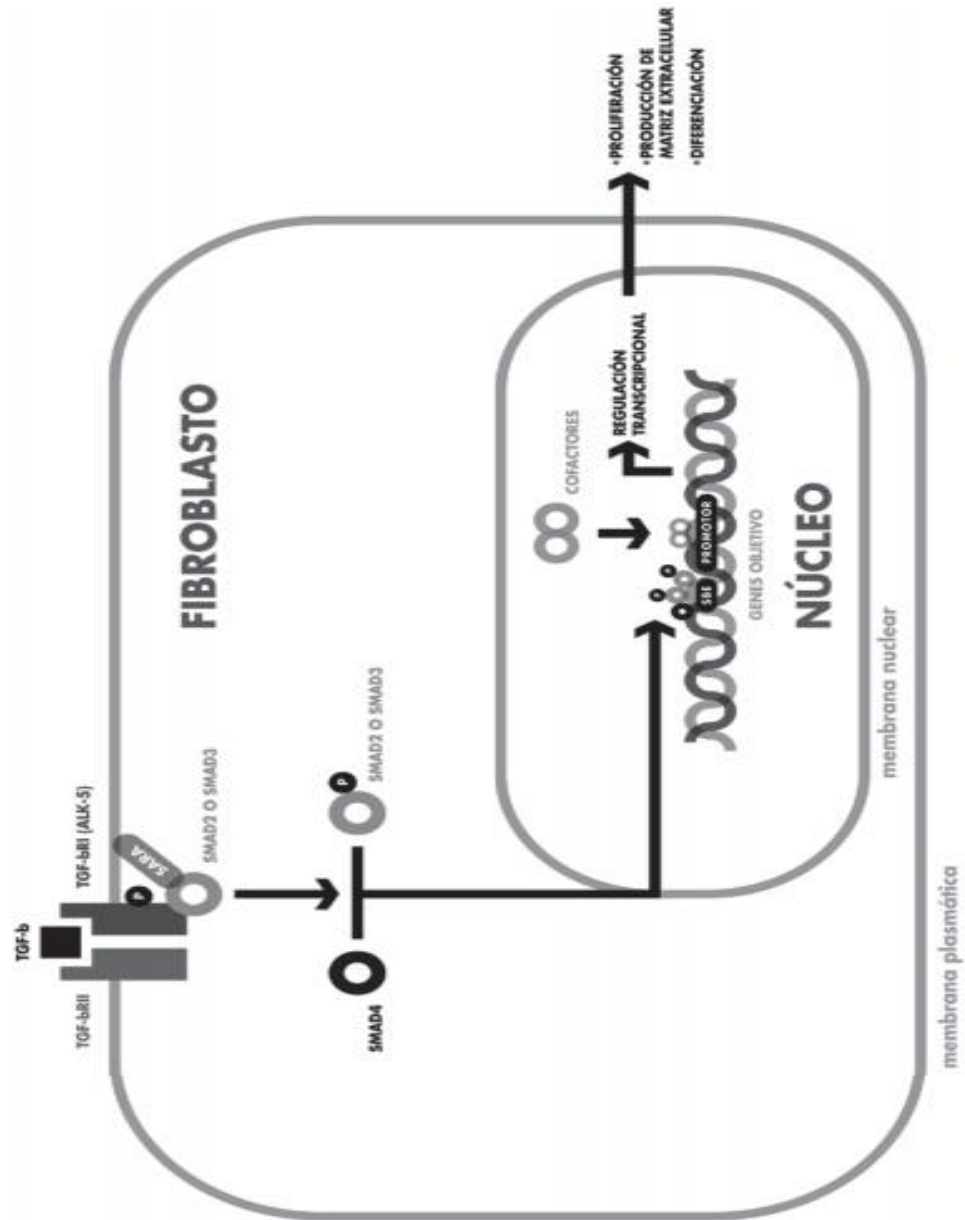 TGF-b
TGF-bRII
TGF-bRI (ALK-5)
SARA
P
SMAD2 O SMAD3
FIBROBLASTO
SMAD4
P
SMAD2 O SMAD3
COFACTORES
REGULACIÓN
TRANSCRIPCIONAL
SBE
PROMOTOR
GENES OBJETIVO
NÚCLEO
membrana nuclear
membrana plasmática
•PROLIFERACIÓN
•PRODUCCIÓN DE
MATRIZ EXTRACELULAR
•DIFERENCIACIÓN